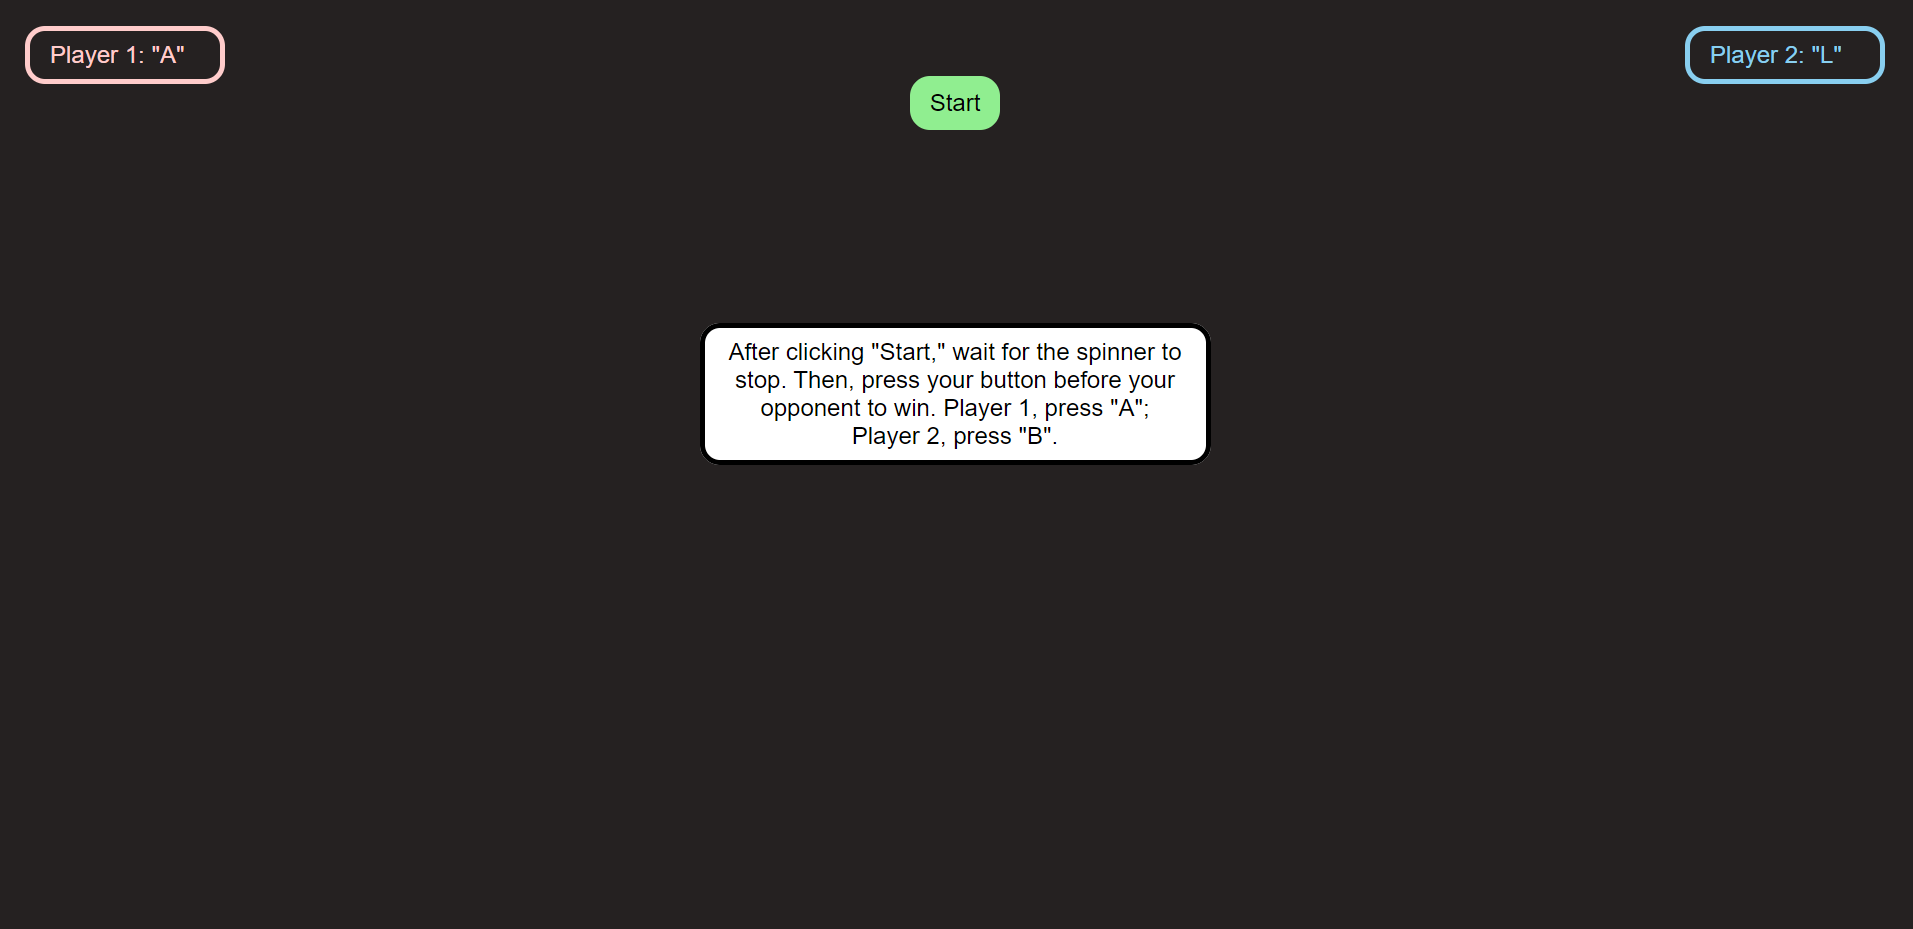 Player 1: "A"
Player 2: "L"
Start
After clicking "Start," wait for the spinner to
stop. Then, press your button before your
opponent to win. Player 1, press "A";
Player 2, press "B".